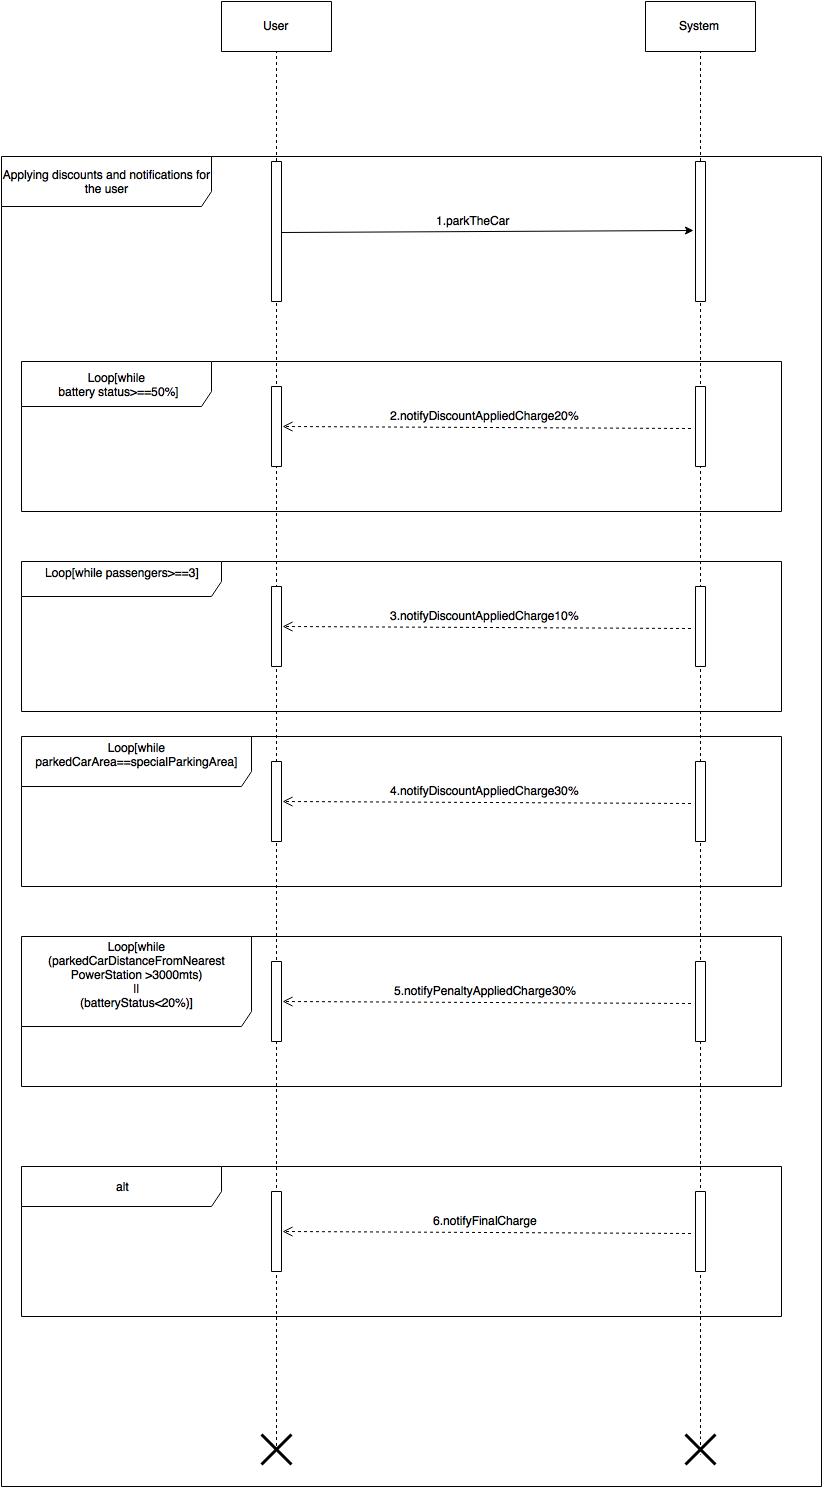 User
System
Applying discounts and notifications for
the user
1.parkTheCar
Loop[while
battery status>==50%]
2.notifyDiscountAppliedCharge20%
Loop[while passengers>==3]
3.notifyDiscountAppliedCharge10%
Loop[while
parkedCarArea==specialParkingArea]
4.notifyDiscountAppliedCharge30%
Loop[while
(parkedCarDistanceFromNearest
PowerStation >3000mts)
||
(batteryStatus<20%)]
5.notifyPenaltyAppliedCharge30%
alt
6.notifyFinalCharge